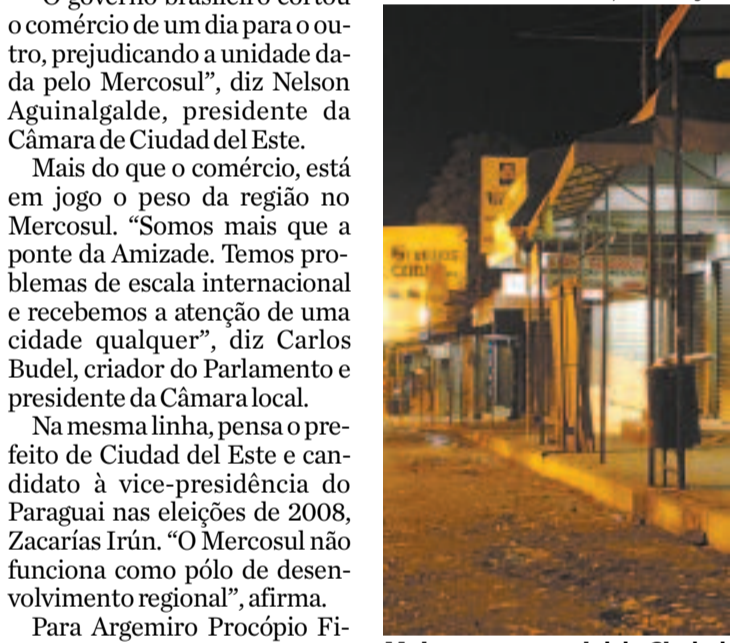 "O governo brasileiro cortou
o comércio de um dia para o ou-
tro, prejudicando a unidade da-
da pelo Mercosul", diz Nelson
Aguinalgalde, presidente da
Câmara de Ciudad del Este.
Mais do que o comércio, está
em jogo o peso da região no
Mercosul. "Somos mais que a
ponte da Amizade. Temos pro-
blemas de escala internacional
e recebemos a atenção de uma
cidade qualquer", diz Carlos
Budel, criador do Parlamento e
presidente da Câmara local.
Na mesma linha, pensa o pre-
feito de Ciudad del Este e can-
didato à vice-presidência do
Paraguai nas eleições de 2008,
Zacarías Irún. "O Mercosul não
funciona como pólo de desen-
volvimento regional", afirma.
Para Argemiro Procópio Fi-